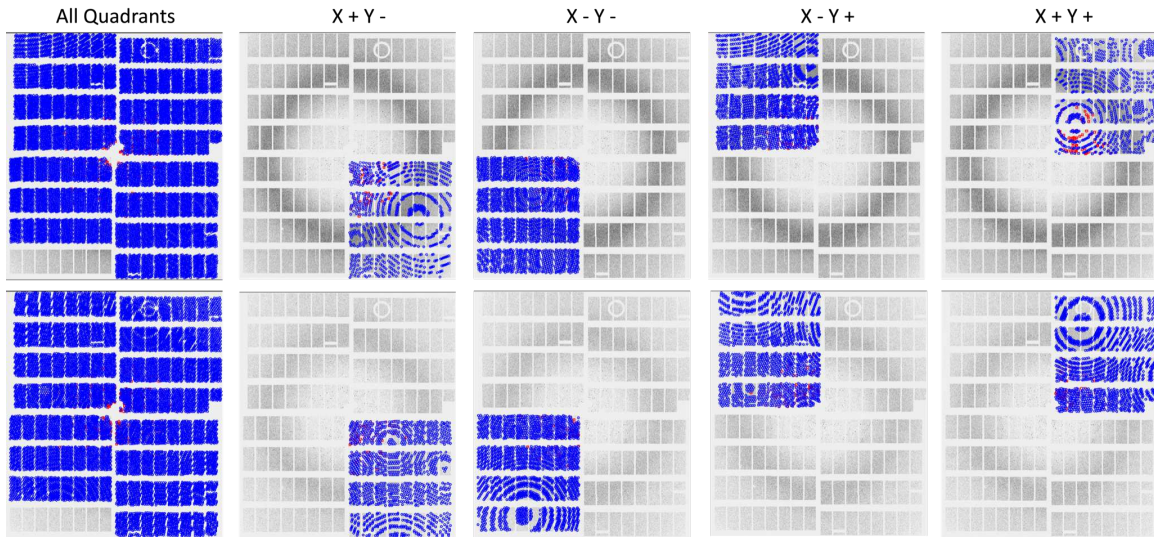 All Quadrants X + Y - X - Y - X - Y + X + Y +